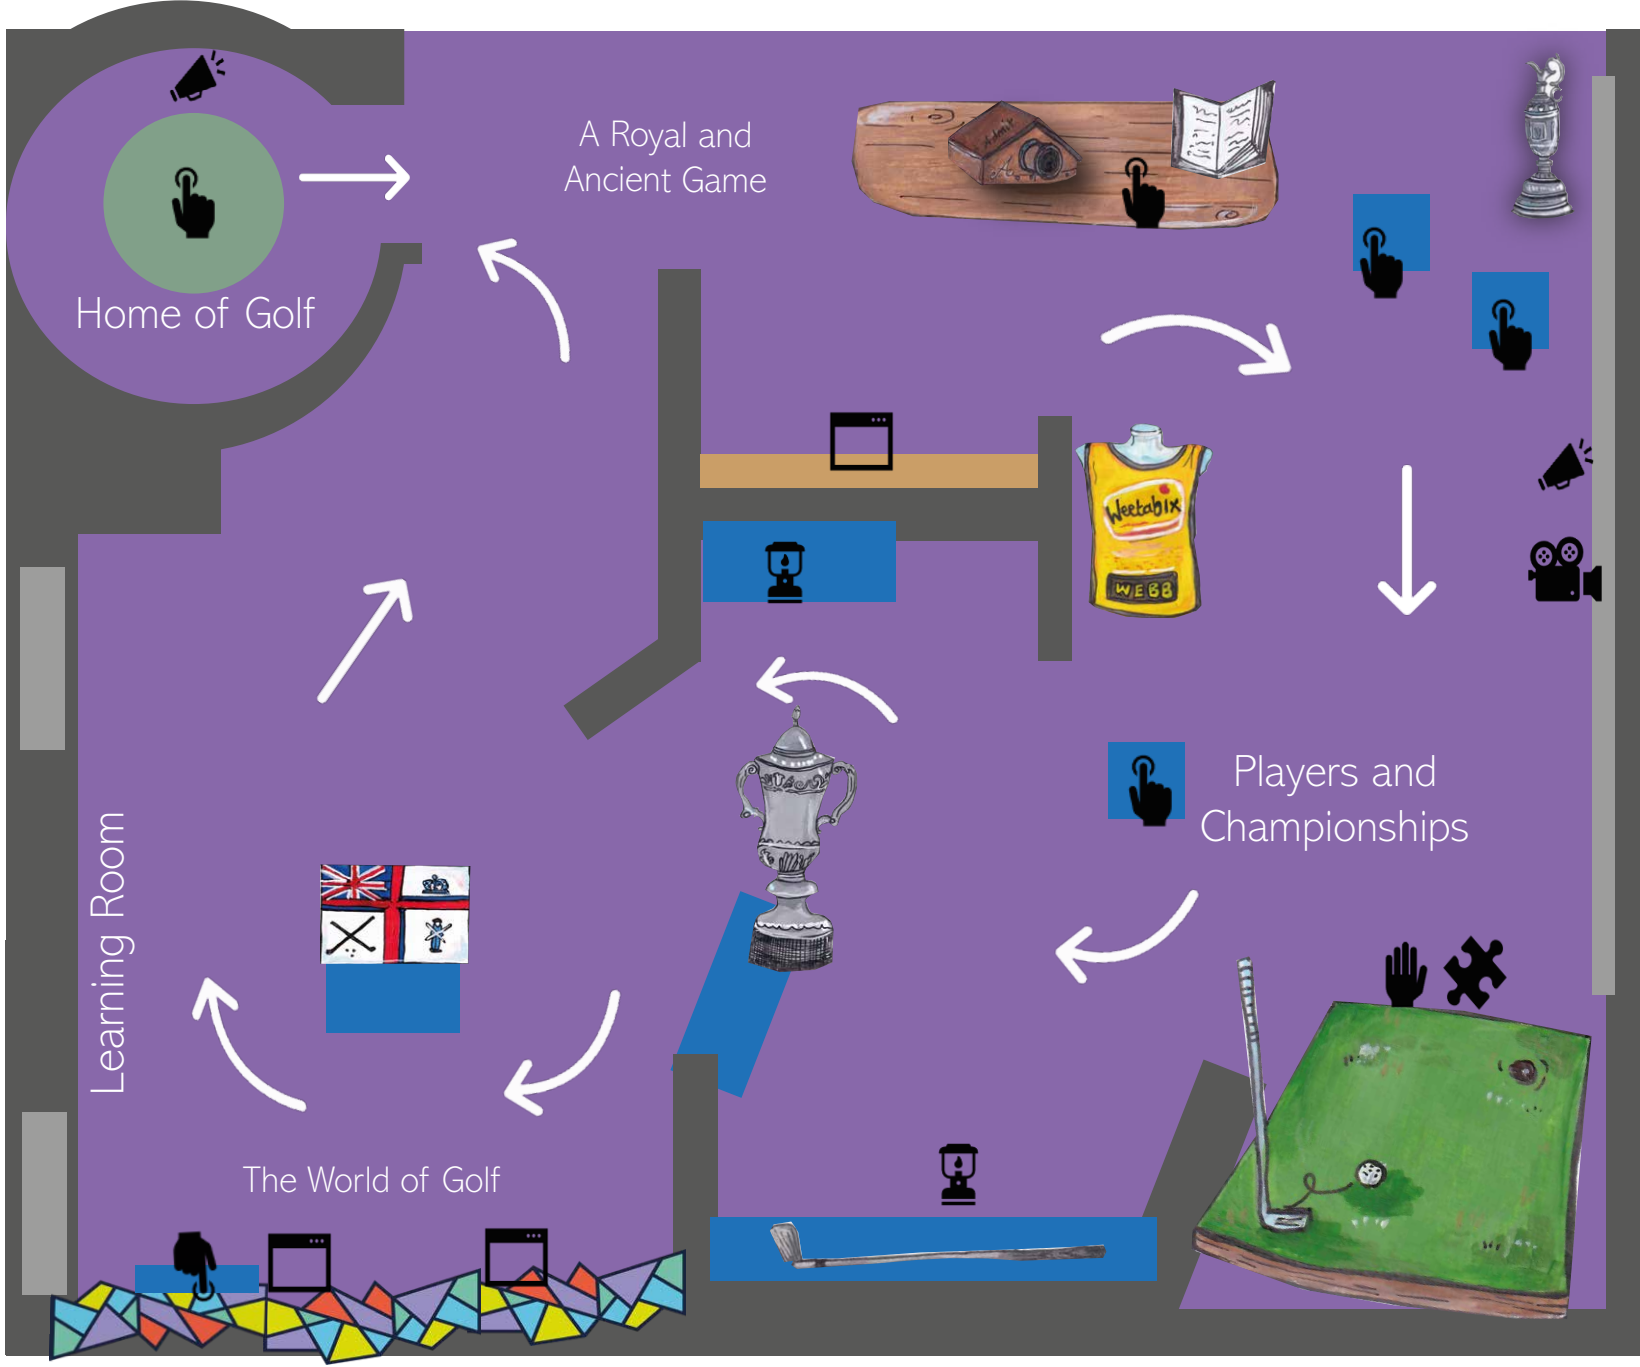 A Royal and
Ancient Game
Home of Golf
Weetabix
WEBB
Players and
Championships
Learning Room
The World of Golf